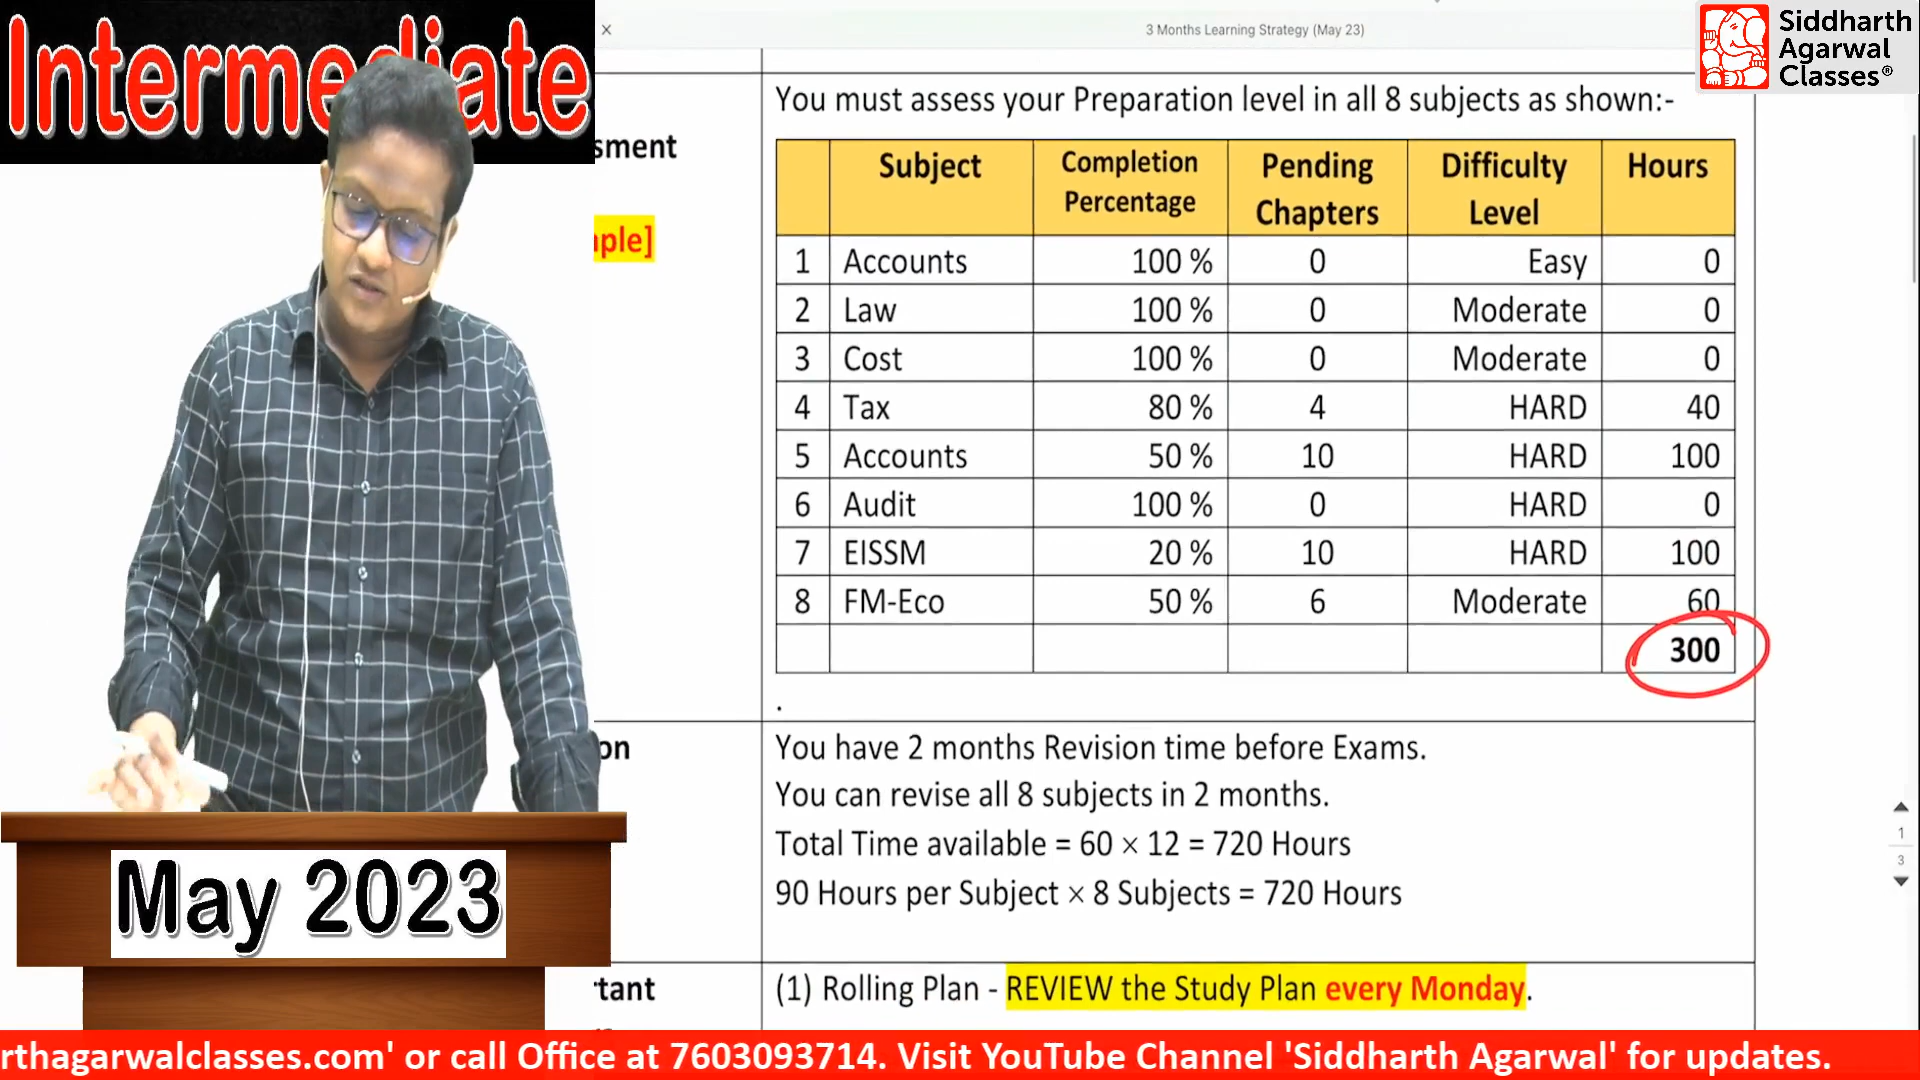 Intermediate
3 Months Learning Strategy (May 23)
Siddharth
Agarwal
Classes®
sment
ple]
You must assess your Preparation level in all 8 subjects as shown:-
Subject Completion Percentage Pending Chapters Difficulty Level Hours
1 Accounts 100 % 0 Easy 0
2 Law 100 % 0 Moderate 0
3 Cost 100 % 0 Moderate 0
4 Tax 80 % 4 HARD 40
5 Accounts 50 % 10 HARD 100
6 Audit 100 % 0 HARD 0
7 EISSM 20 % 10 HARD 100
8 FM-Eco 50 % 6 Moderate 60
300
.
on
You have 2 months Revision time before Exams.
You can revise all 8 subjects in 2 months.
Total Time available = 60 × 12 = 720 Hours
90 Hours per Subject × 8 Subjects = 720 Hours
tant
(1) Rolling Plan - REVIEW the Study Plan every Monday.
1
3
May 2023
rthagarwalclasses.com' or call Office at 7603093714. Visit YouTube Channel 'Siddharth Agarwal' for updates.